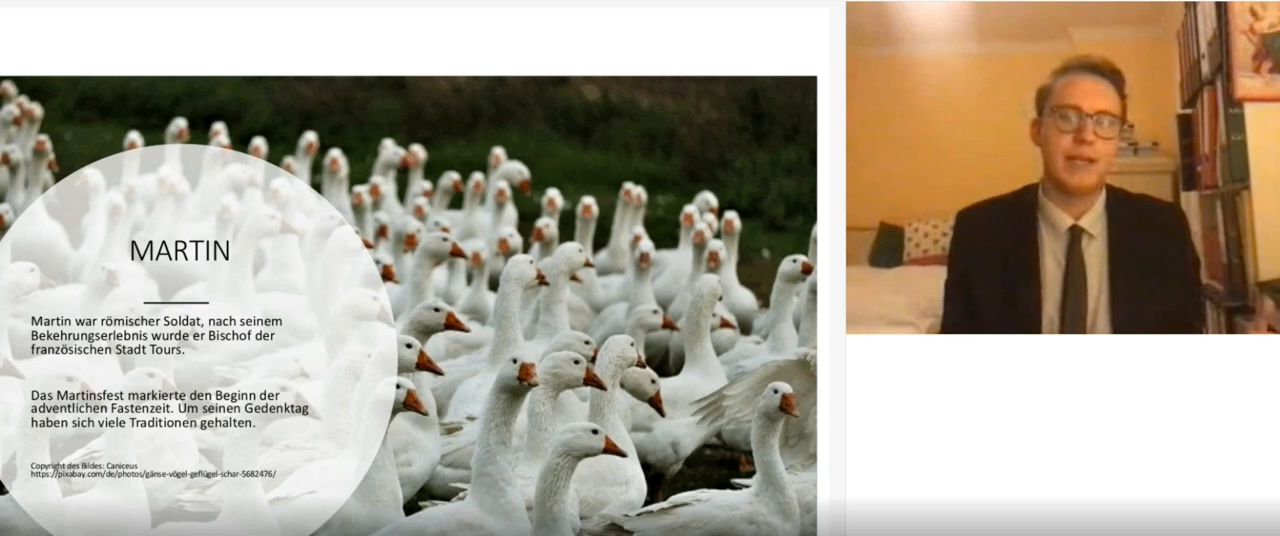 MARTIN
Martin war römischer Soldat, nach seinem
Bekehrungserlebnis wurde er Bischof der
französischen Stadt Tours.
Das Martinsfest markierte den Beginn der
adventlichen Fastenzeit. Um seinen Gedenktag
haben sich viele Traditionen gehalten.
Copyright des Bildes: Caniceus
https://pixabay.com/de/photos/gänse-vögel-geflügel-schar-5682476/